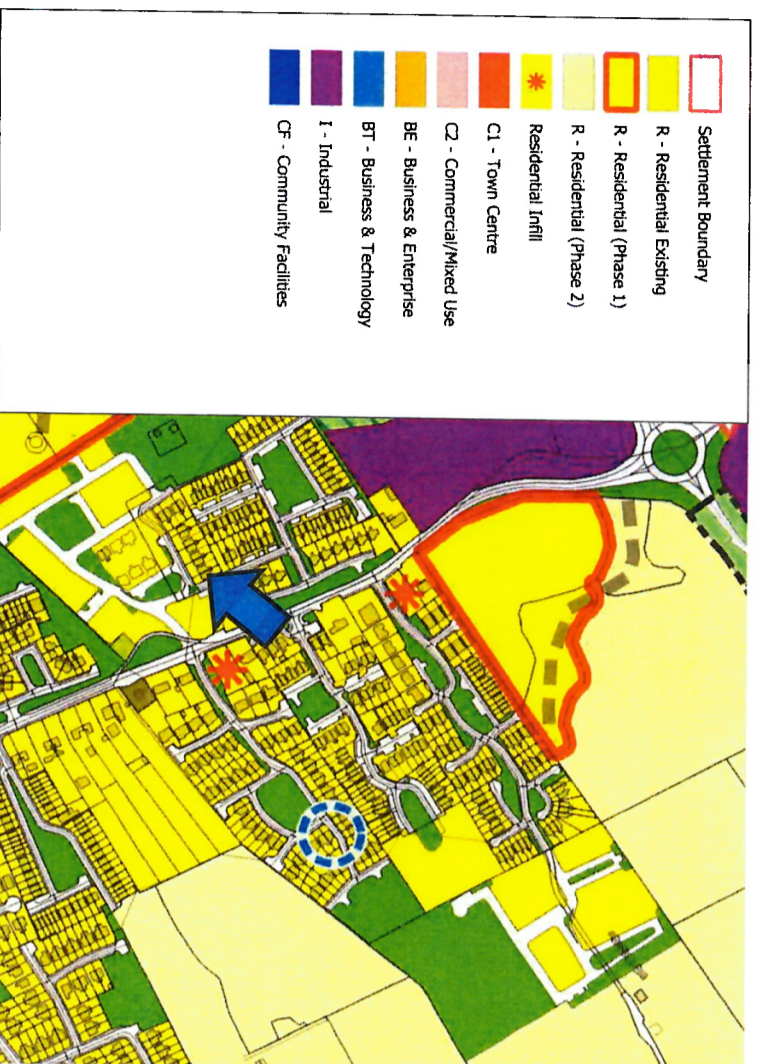 Settlement Boundary
R - Residential Existing
R - Residential (Phase 1)
R - Residential (Phase 2)
Residential Infill
C1 - Town Centre
C2 - Commercial/Mixed Use
BE - Business & Enterprise
BT - Business & Technology
I - Industrial
CF - Community Facilities